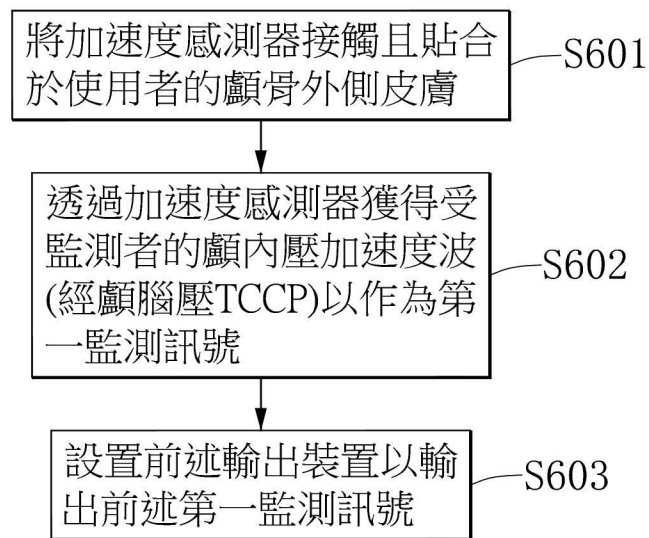 將加速度感測器接觸且貼合
於使用者的顱骨外側皮膚
S601
透過加速度感測器獲得受
監測者的顱內壓加速度波
(經顱腦壓TCCP)以作為第
一監測訊號
S602
設置前述輸出裝置以輸
出前述第一監測訊號
S603